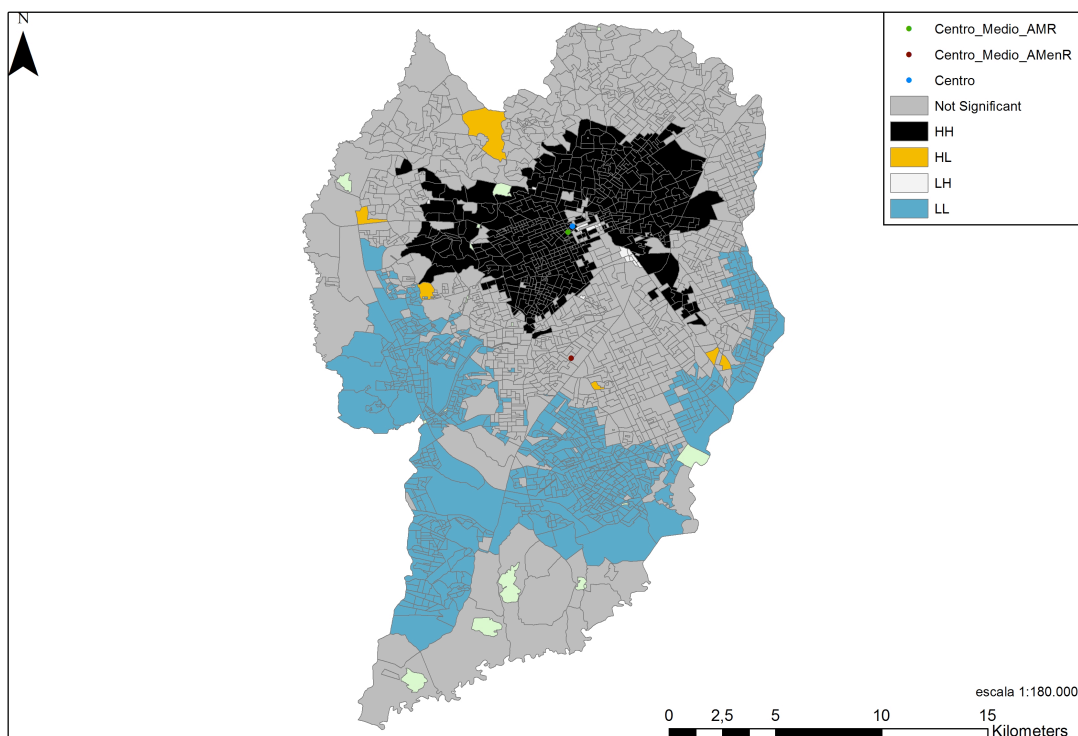 N
Centro_Medio_AMR
Centro_Medio_AMenR
Centro
Not Significant
HH
HL
LH
LL
escala 1:180.000
0 2,5 5 10 15
Kilometers